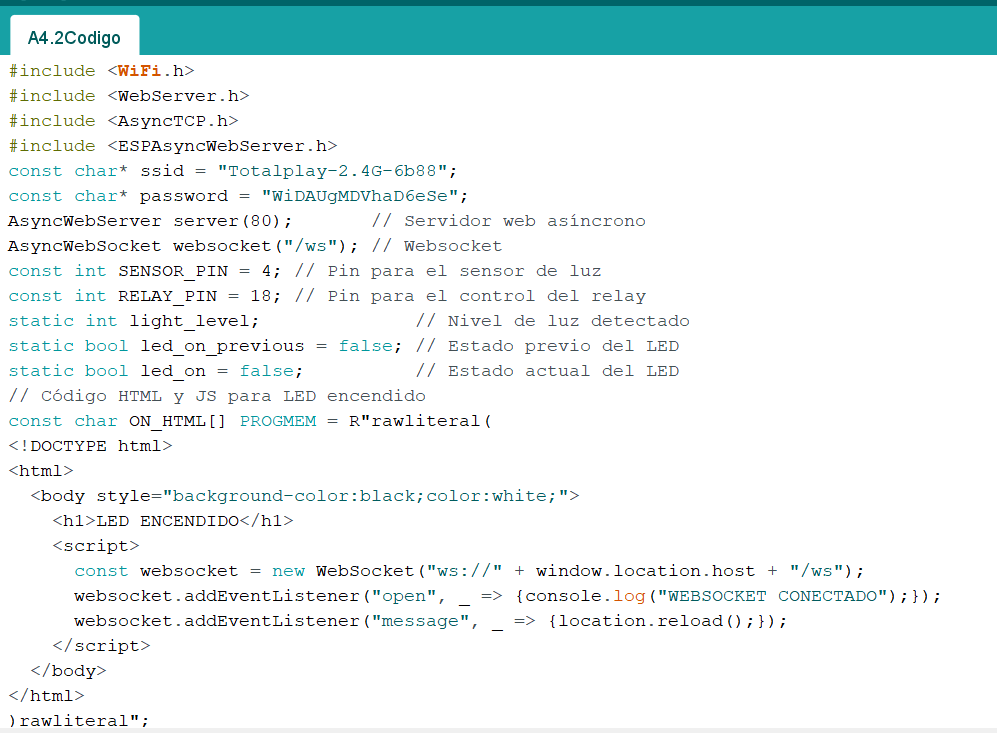 A4.2Codigo
#include <WiFi.h>
#include <WebServer.h>
#include <AsyncTCP.h>
#include <ESPAsyncWebServer.h>
const char* ssid = "Totalplay-2.4G-6b88";
const char* password = "WiDAUgMDVhaD6eSe";
AsyncWebServer server(80);       // Servidor web asíncrono
AsyncWebSocket websocket("/ws"); // Websocket
const int SENSOR_PIN = 4; // Pin para el sensor de luz
const int RELAY_PIN = 18; // Pin para el control del relay
static int light_level;              // Nivel de luz detectado
static bool led_on_previous = false; // Estado previo del LED
static bool led_on = false;          // Estado actual del LED
// Código HTML y JS para LED encendido
const char ON_HTML[] PROGMEM = R"rawliteral(
<!DOCTYPE html>
<html>
  <body style="background-color:black;color:white;">
    <h1>LED ENCENDIDO</h1>
    <script>
      const websocket = new WebSocket("ws://" + window.location.host + "/ws");
      websocket.addEventListener("open", _ => {console.log("WEBSOCKET CONECTADO");});
      websocket.addEventListener("message", _ => {location.reload();});
    </script>
  </body>
</html>
)rawliteral";